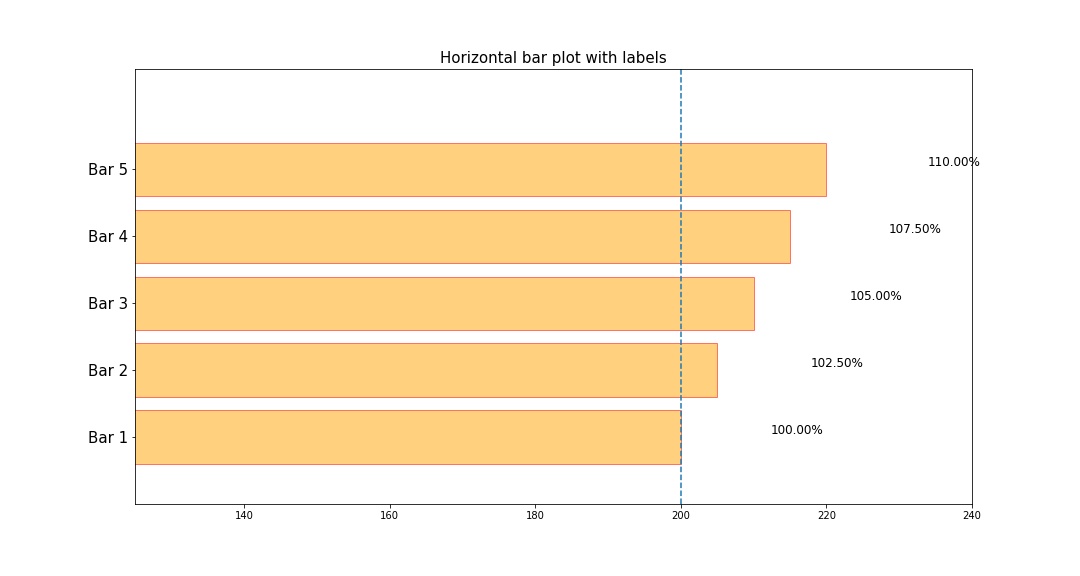 Horizontal bar plot with labels
Bar 5
110.00%
Bar 4
107.50%
Bar 3
105.00%
Bar 2
102.50%
Bar 1
100.00%
140 160 180 200 220 240